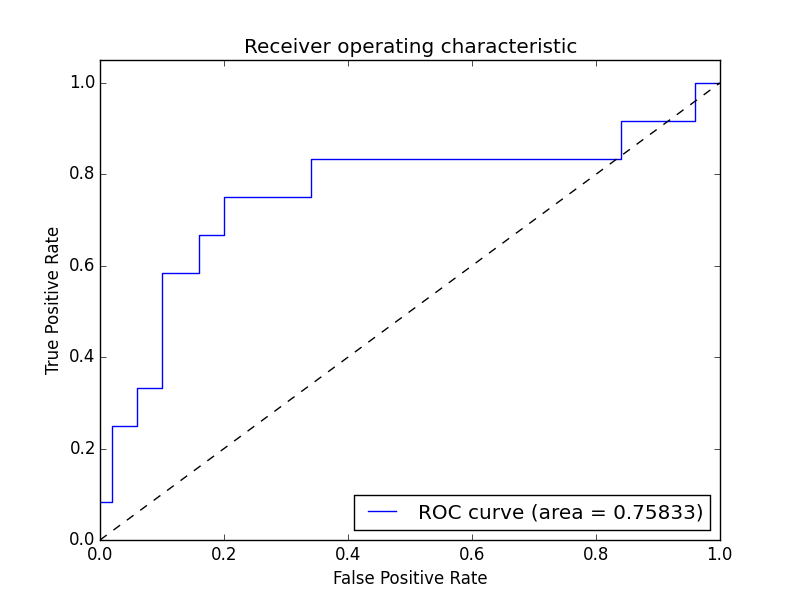 Receiver operating characteristic
True Positive Rate
1.0
0.8
0.6
0.4
0.2
0.0
ROC curve (area = 0.75833)
0.0 0.2 0.4 0.6 0.8 1.0
False Positive Rate